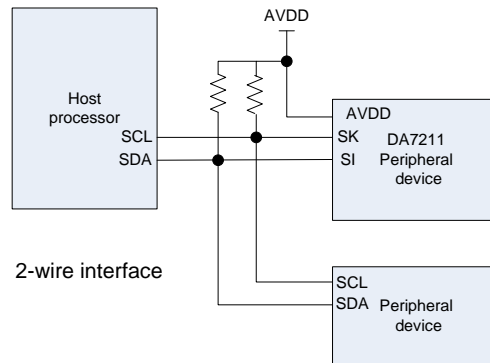 AVDD
Host
processor
SCL
SDA
AVDD
SK
SI
DA7211
Peripheral
device
2-wire interface
SCL
SDA
Peripheral
device